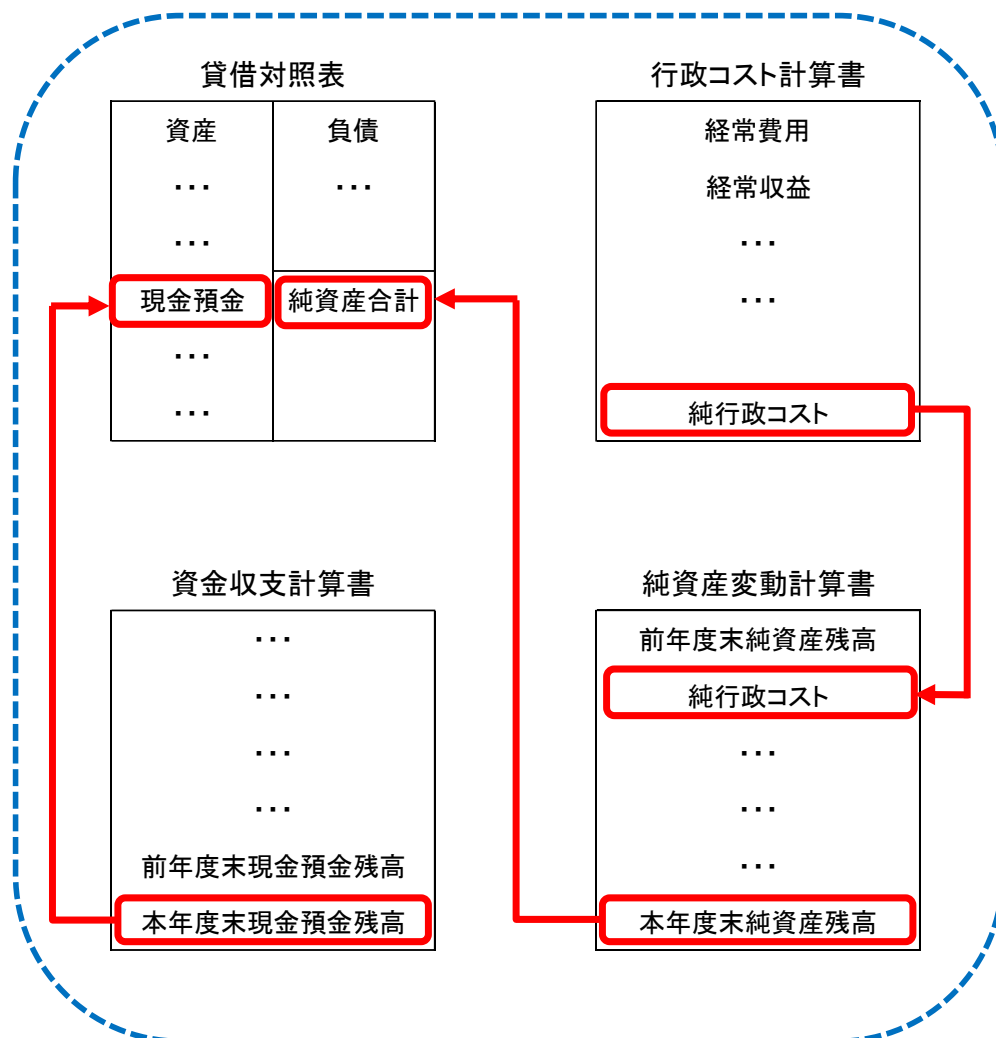 貸借対照表
資産
負債
…
…
…
現金預金
純資産合計
…
…
行政コスト計算書
経常費用
経常収益
…
…
純行政コスト
資金収支計算書
…
…
…
…
前年度末現金預金残高
本年度末現金預金残高
純資産変動計算書
前年度末純資産残高
純行政コスト
…
…
…
本年度末純資産残高